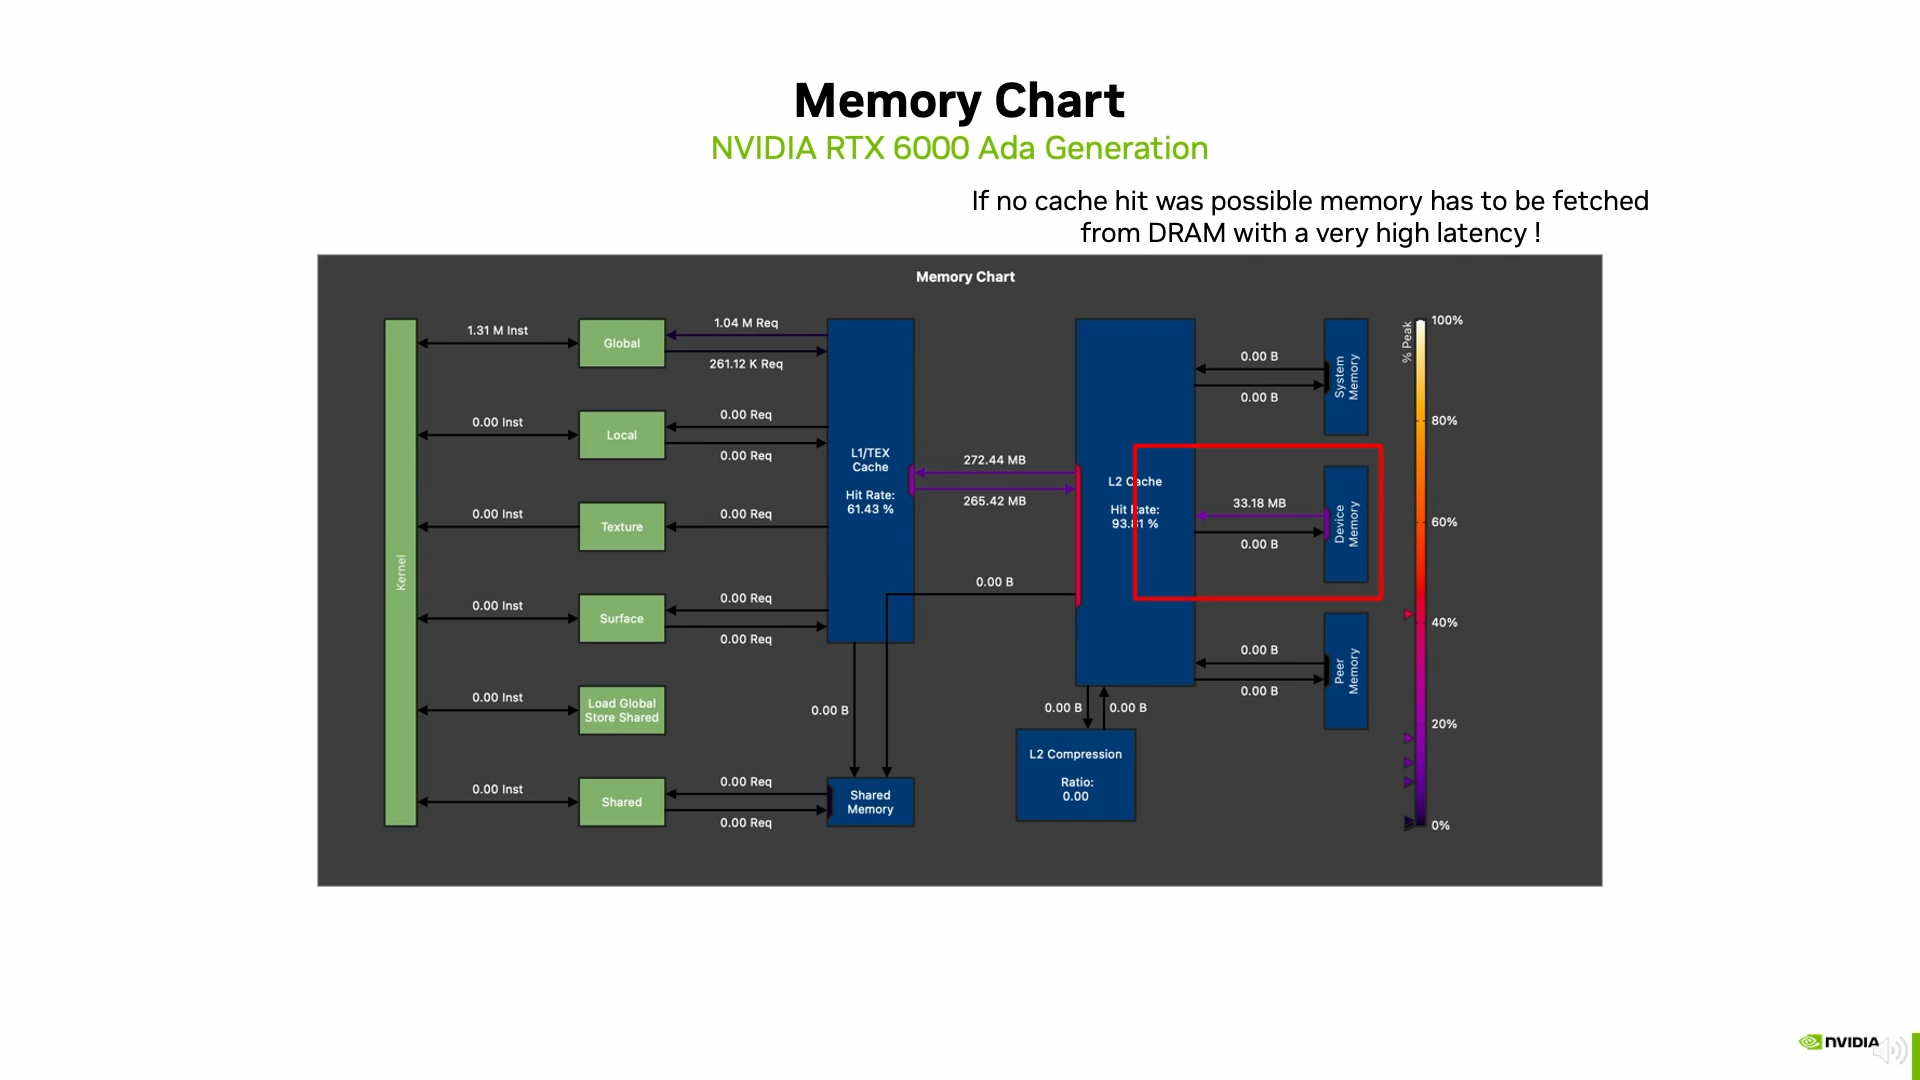 Memory Chart
NVIDIA RTX 6000 Ada Generation
If no cache hit was possible memory has to be fetched
from DRAM with a very high latency !
Memory Chart
Kernel
1.31 M Inst
0.00 Inst
0.00 Inst
0.00 Inst
0.00 Inst
0.00 Inst
Global
Local
Texture
Surface
Load Global
Store Shared
Shared
1.04 M Req
261.12 K Req
0.00 Req
0.00 Req
0.00 Req
0.00 Req
0.00 Req
0.00 Req
0.00 Req
L1/TEX
Cache
Hit Rate:
61.43 %
0.00 B
Shared
Memory
272.44 MB
265.42 MB
0.00 B
L2 Cache
Hit Rate:
93.81 %
0.00 B
0.00 B
L2 Compression
Ratio:
0.00
0.00 B
0.00 B
33.18 MB
0.00 B
0.00 B
0.00 B
System
Memory
Device
Memory
Peer
Memory
% Peak
100%
80%
60%
40%
20%
0%
NVIDIA